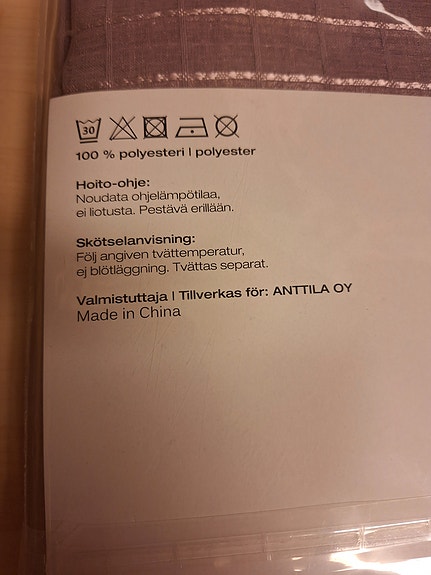 30
100 % polyesteri | polyester
Hoito-ohje:
Noudata ohjelämpötilaa,
ei liotusta. Pestävä erillään.
Skötselanvisning:
Följ angiven tvättemperatur,
ej blötläggning. Tvättas separat.
Valmistuttaja | Tillverkas för: ANTTILA OY
Made in China